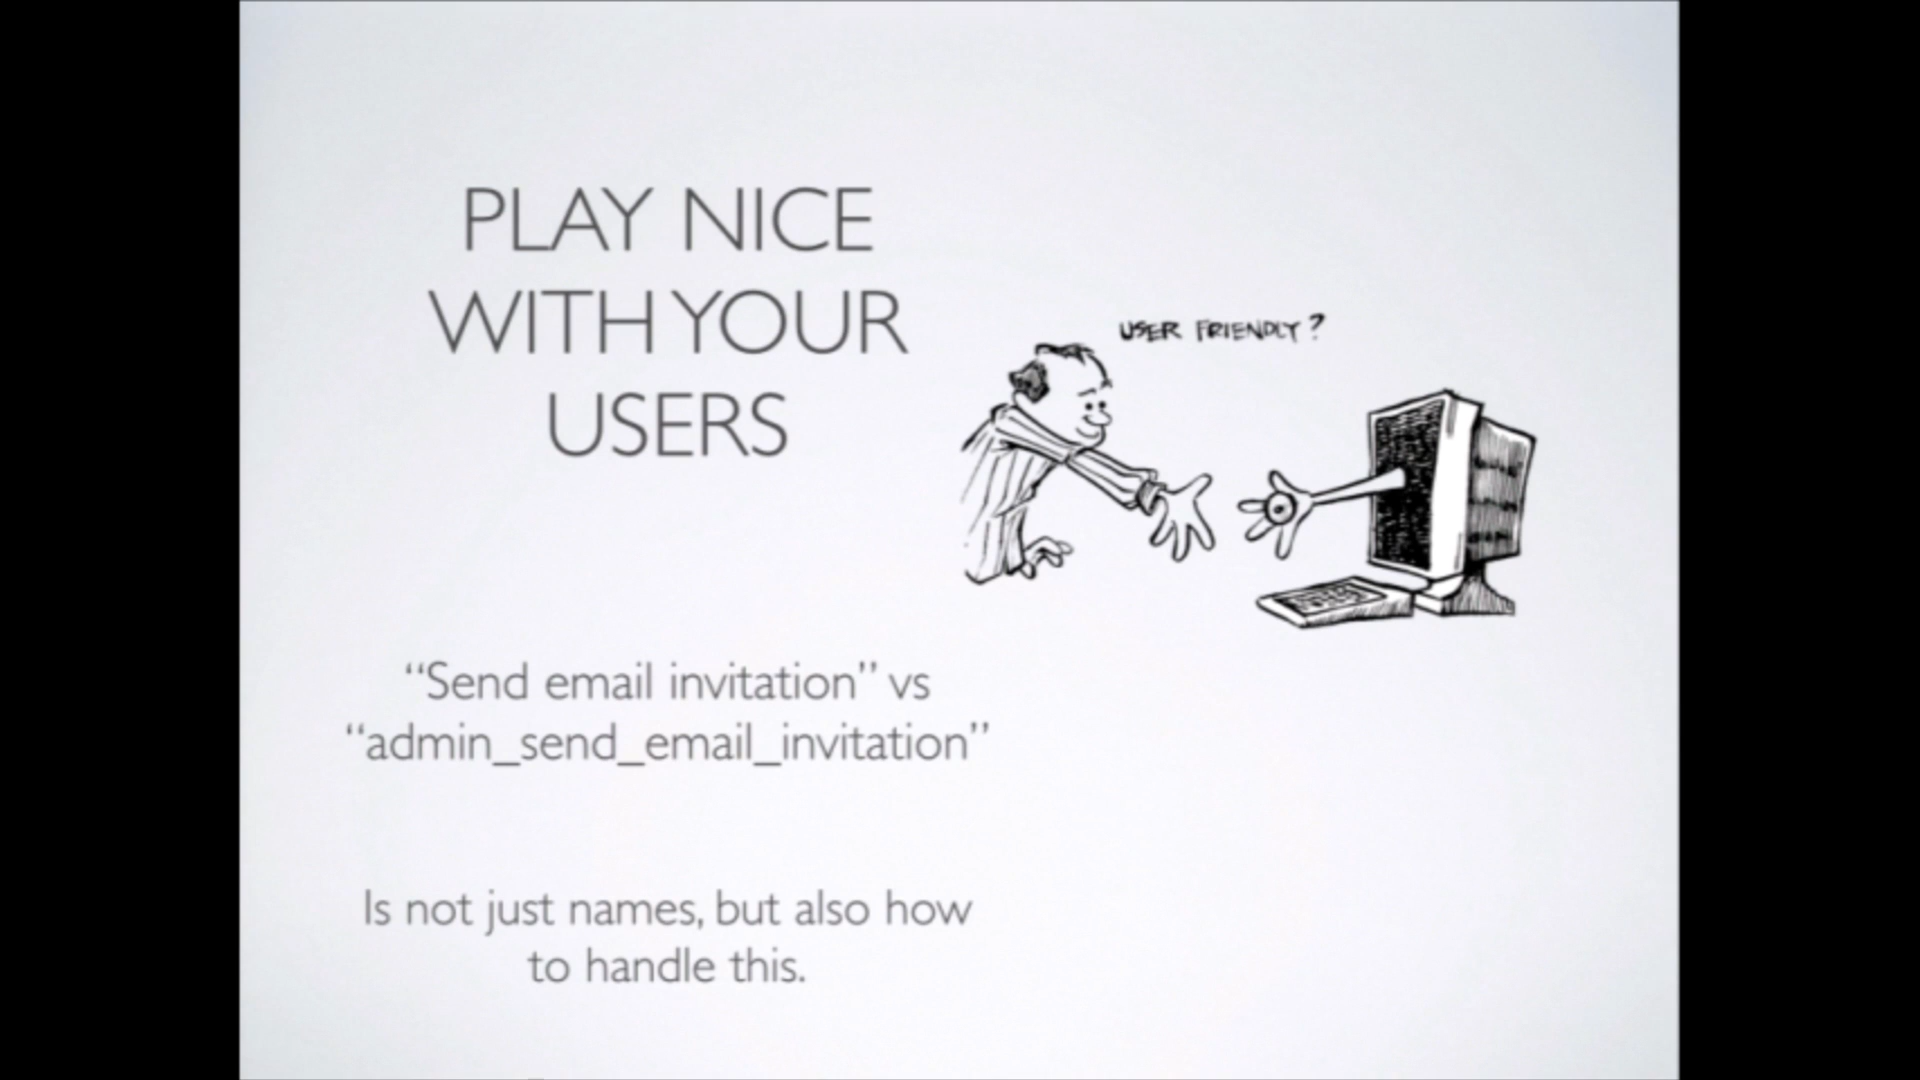 PLAY NICE
WITH YOUR
USERS
USER FRIENDLY?
“Send email invitation” vs
“admin_send_email_invitation”
Is not just names, but also how
to handle this.